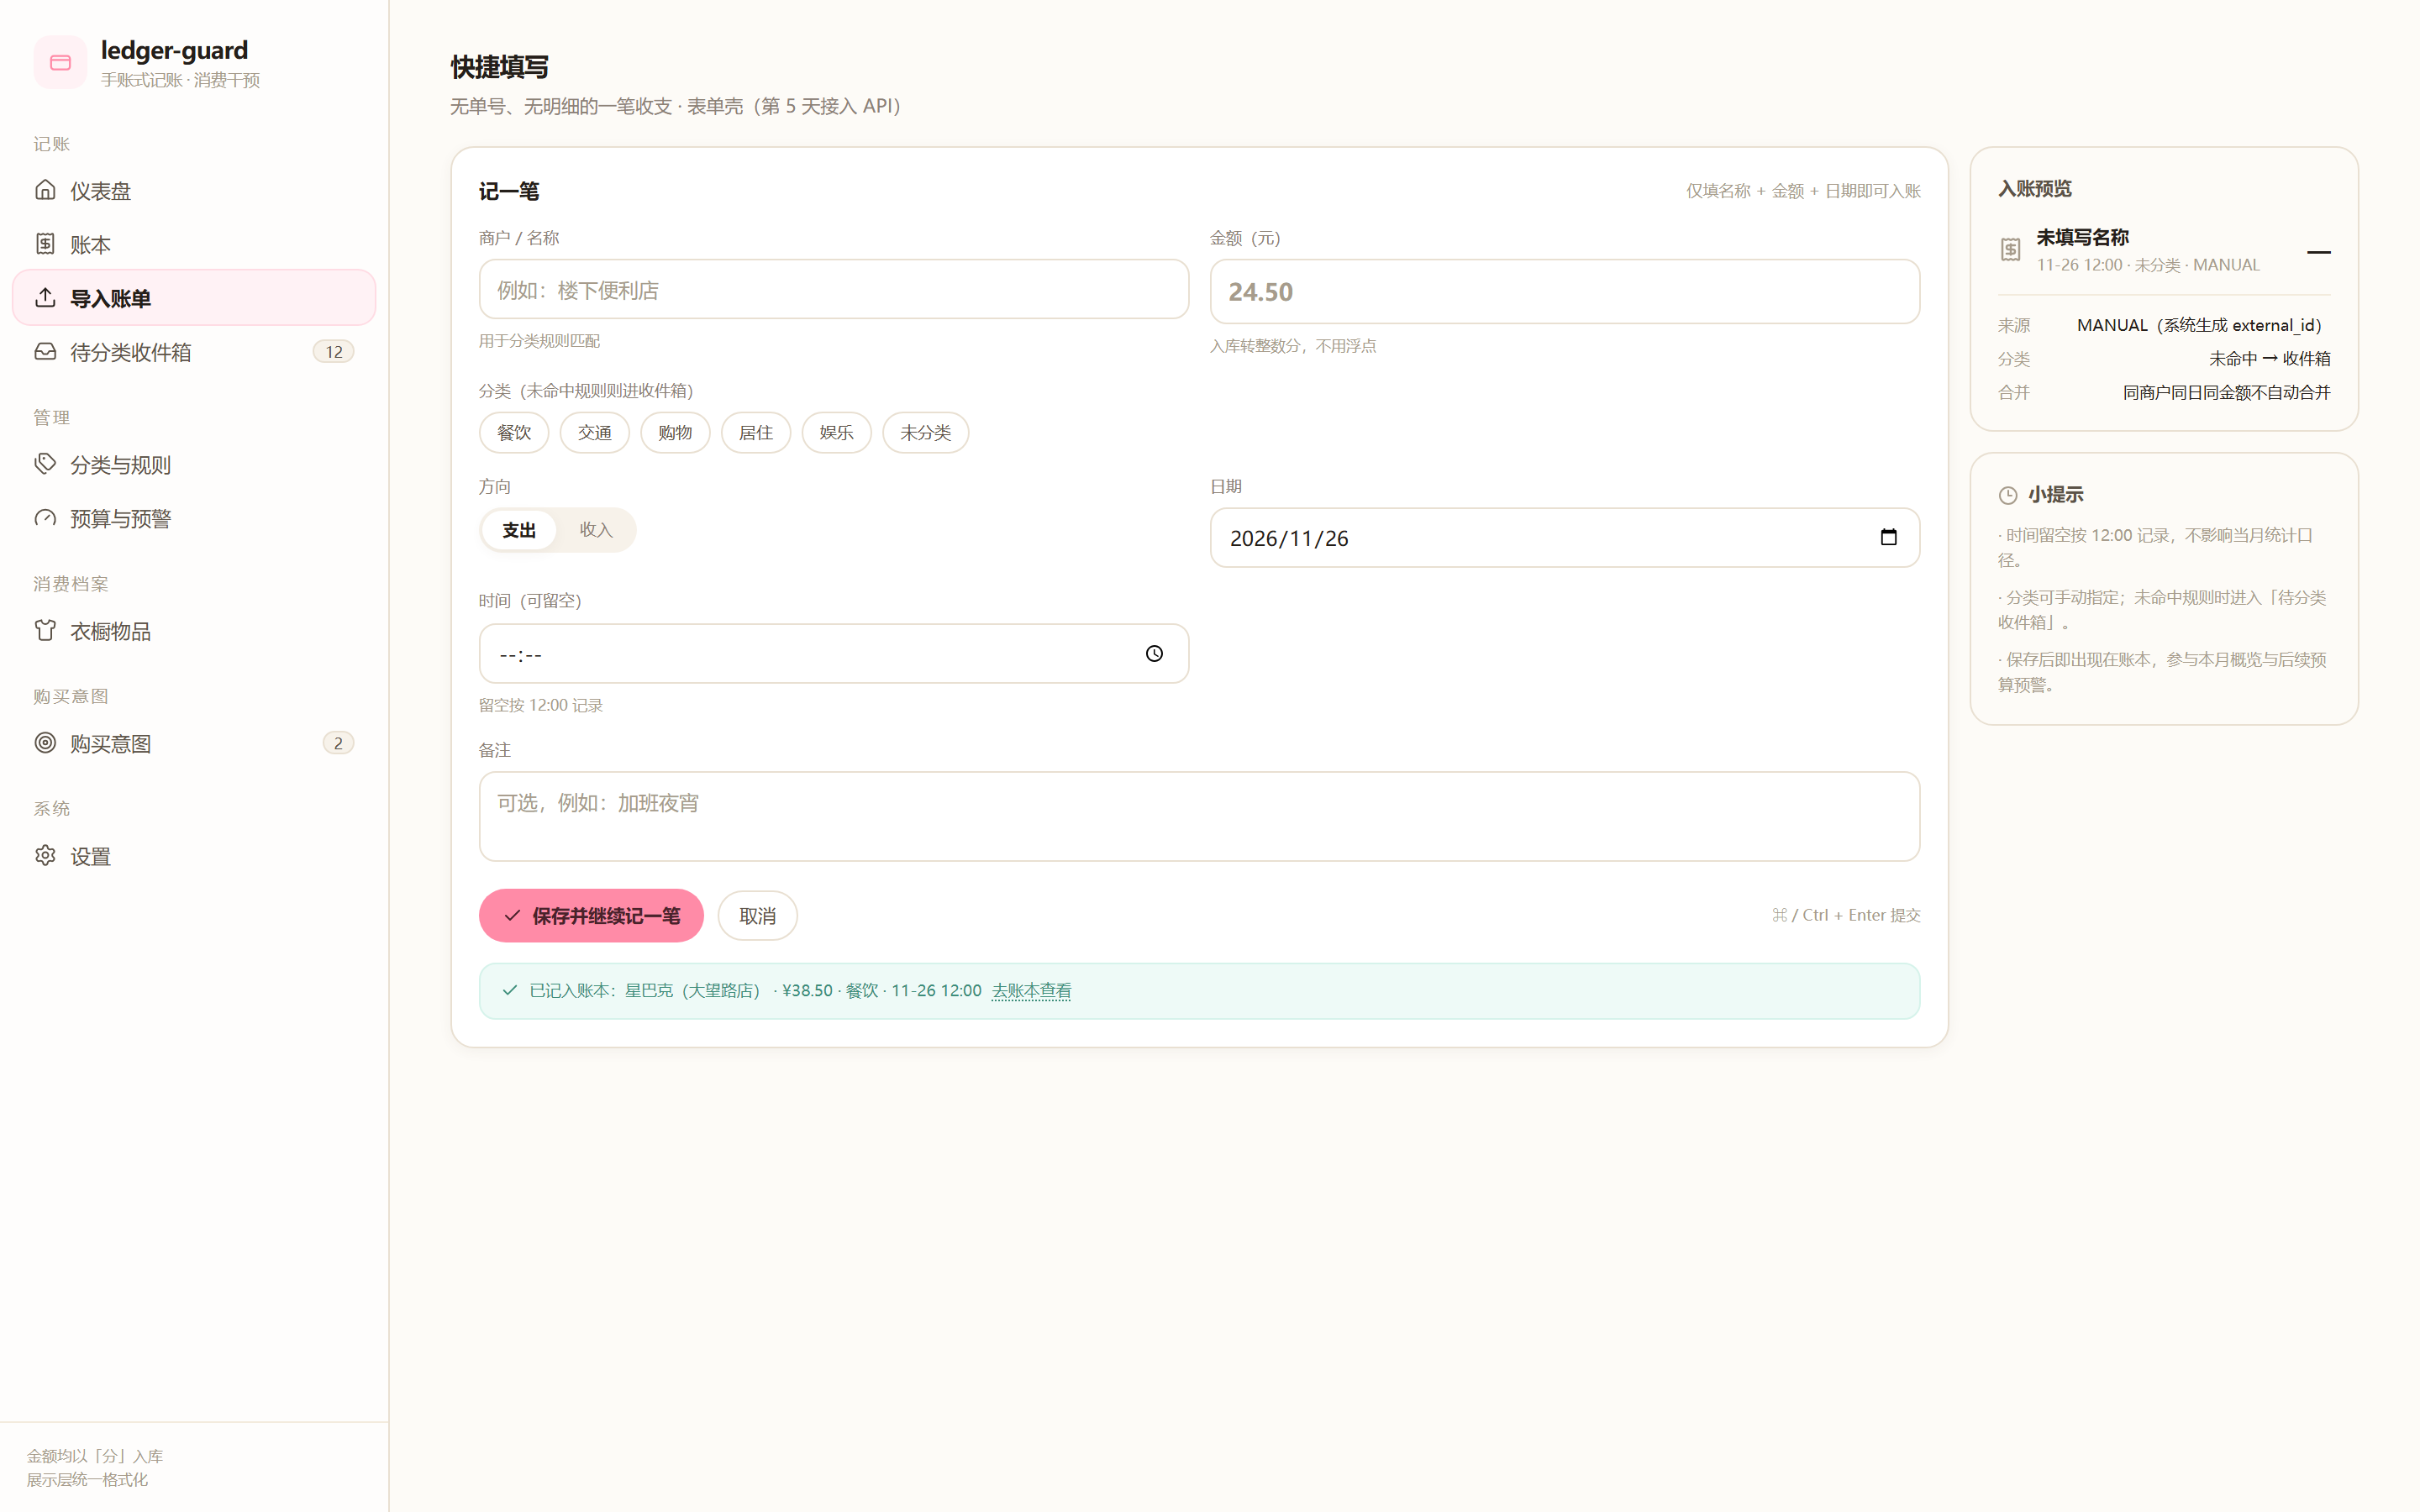 ledger-guard
手账式记账 · 消费干预
记账
仪表盘
账本
导入账单
待分类收件箱 12
管理
分类与规则
预算与预警
消费档案
衣橱物品
购买意图
购买意图 2
系统
设置
金额均以「分」入库
展示层统一格式化
快捷填写
无单号、无明细的一笔收支 · 表单壳（第 5 天接入 API）
记一笔
仅填名称 + 金额 + 日期即可入账
商户 / 名称
例如：楼下便利店
用于分类规则匹配
金额（元）
24.50
入库转整数分，不用浮点
分类（未命中规则则进收件箱）
餐饮 交通 购物 居住 娱乐 未分类
方向
支出 收入
日期
2026/11/26
时间（可留空）
--:--
留空按 12:00 记录
备注
可选，例如：加班夜宵
保存并继续记一笔 取消
⌘ / Ctrl + Enter 提交
已记入账本：星巴克（大望路店） · ¥38.50 · 餐饮 · 11-26 12:00 去账本查看
入账预览
未填写名称 —
11-26 12:00 · 未分类 · MANUAL
来源 MANUAL（系统生成 external_id）
分类 未命中 → 收件箱
合并 同商户同日同金额不自动合并
小提示
· 时间留空按 12:00 记录，不影响当月统计口
径。
· 分类可手动指定；未命中规则时进入「待分类
收件箱」。
· 保存后即出现在账本，参与本月概览与后续预
算预警。